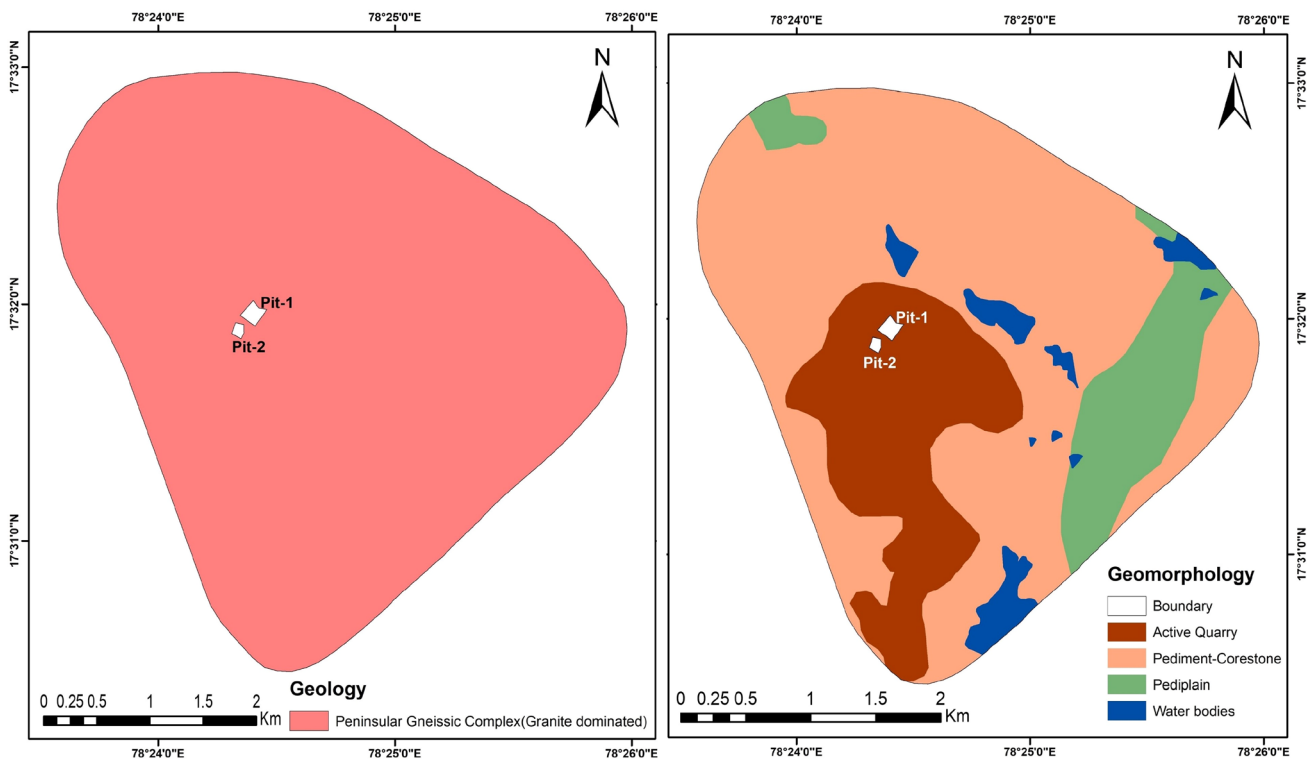 78°24'0"E 78°25'0"E 78°26'0"E
17°33'0"N
17°32'0"N
17°31'0"N
N
Pit-1
Pit-2
Geology
Peninsular Gneissic Complex(Granite dominated)
0 0.25 0.5 1 1.5 2
Km
78°24'0"E 78°25'0"E 78°26'0"E
78°24'0"E 78°25'0"E 78°26'0"E
N
17°33'0"N
17°32'0"N
17°31'0"N
Pit-1
Pit-2
Geomorphology
Boundary
Active Quarry
Pediment-Corestone
Pediplain
Water bodies
0 0.25 0.5 1 1.5 2
Km
78°24'0"E 78°25'0"E 78°26'0"E